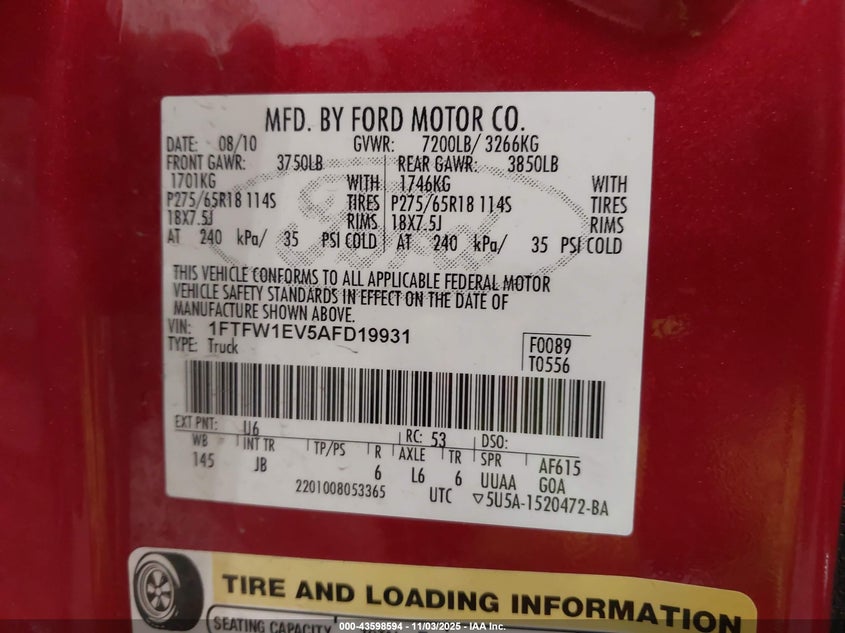 MFD. BY FORD MOTOR CO.
DATE: 08/10 GVWR: 7200LB/ 3266KG
FRONT GAWR: 3750LB REAR GAWR: 3850LB
1701KG WITH 1746KG WITH
P275/65R18 114S TIRES P275/65R18 114S TIRES
18X7.5J RIMS 18X7.5J RIMS
AT 240 kPa/ 35 PSI COLD AT 240 kPa/ 35 PSI COLD
THIS VEHICLE CONFORMS TO ALL APPLICABLE FEDERAL MOTOR
VEHICLE SAFETY STANDARDS IN EFFECT ON THE DATE OF
MANUFACTURE SHOWN ABOVE.
VIN: 1FTFW1EV5AFD19931
TYPE: Truck
F0089
T0556
EXT PNT: U6 RC: 53 DSO:
WB INT TR TP/PS R AXLE TR SPR AF615
145 JB 6 L6 6 UUAA GOA
2201008053365 UTC ▽5U5A-1520472-BA
Ford
TIRE AND LOADING INFORMATION
SEATING CAPACITY
000-43598594 - 11/03/2025 - IAA Inc.